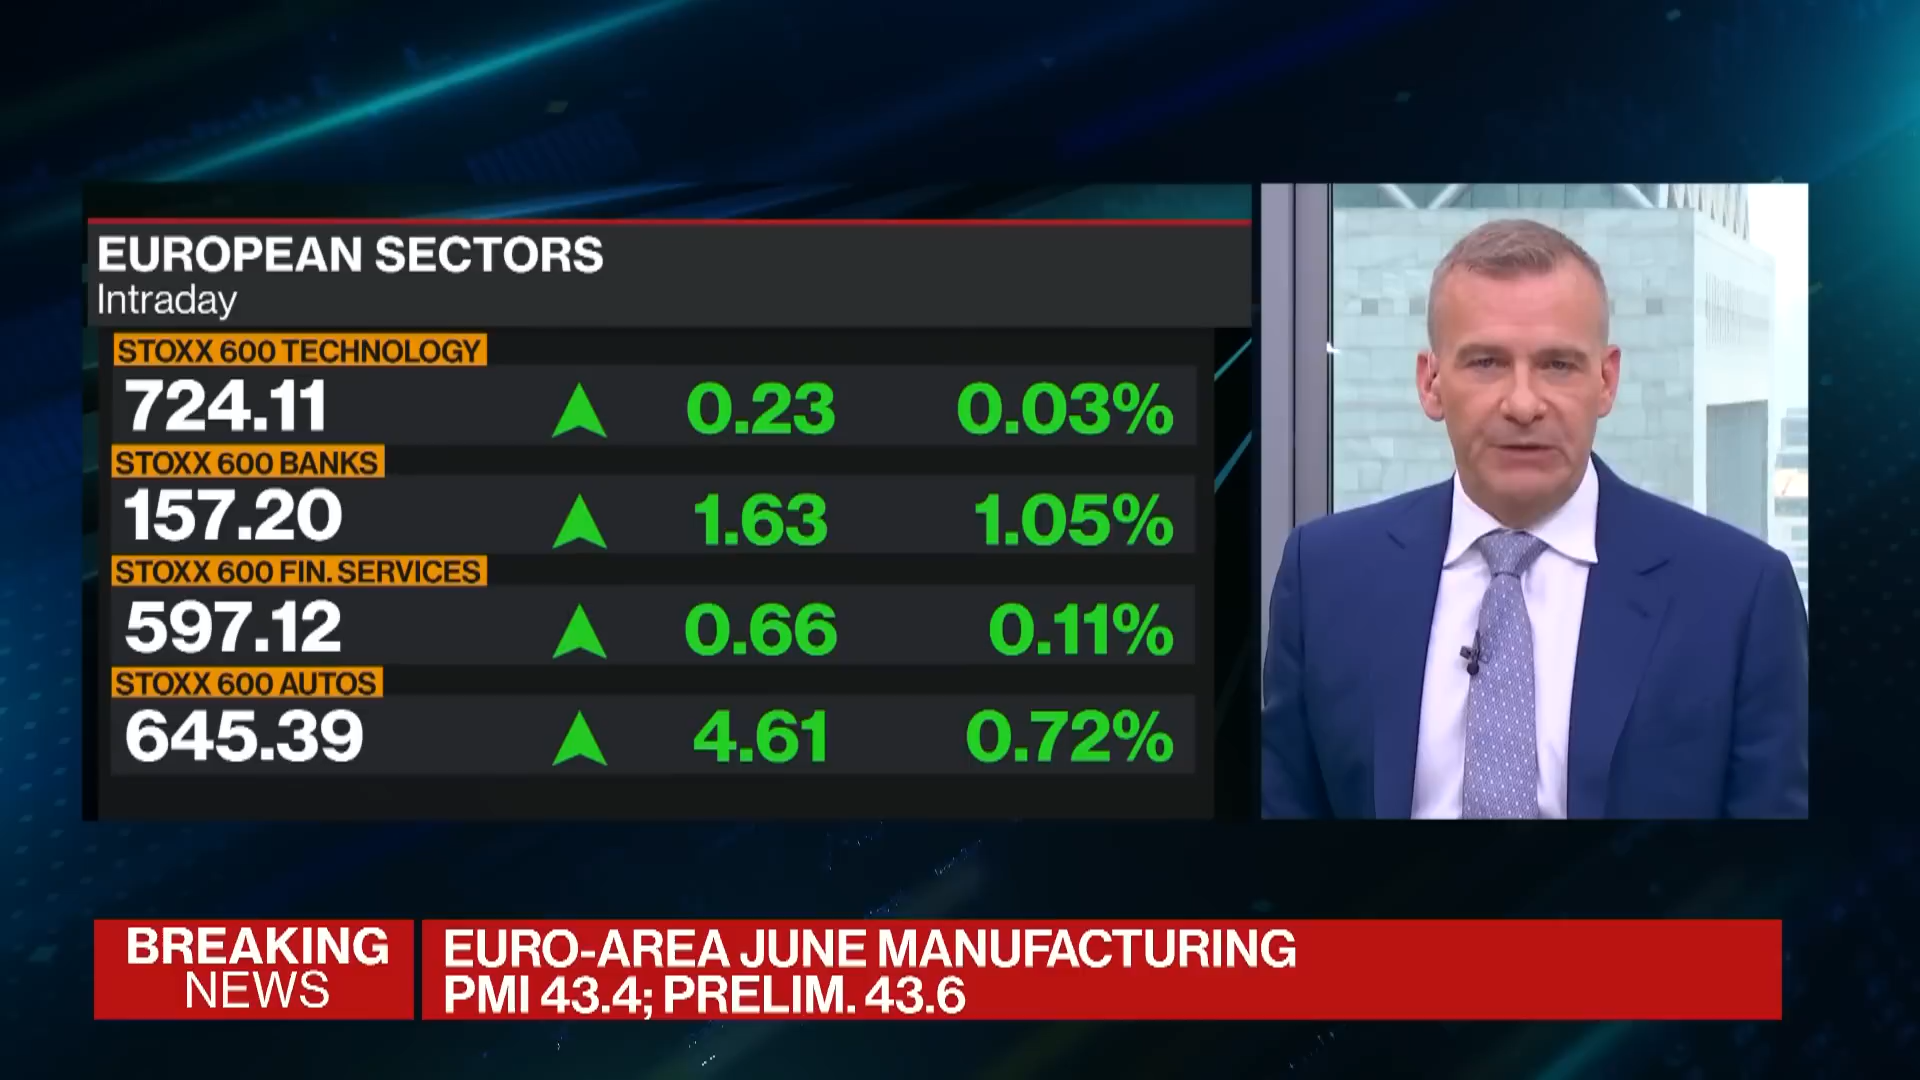 EUROPEAN SECTORS
Intraday
STOXX 600 TECHNOLOGY
724.11 ▲ 0.23 0.03%
STOXX 600 BANKS
157.20 ▲ 1.63 1.05%
STOXX 600 FIN. SERVICES
597.12 ▲ 0.66 0.11%
STOXX 600 AUTOS
645.39 ▲ 4.61 0.72%
BREAKING
NEWS
EURO-AREA JUNE MANUFACTURING
PMI 43.4; PRELIM. 43.6